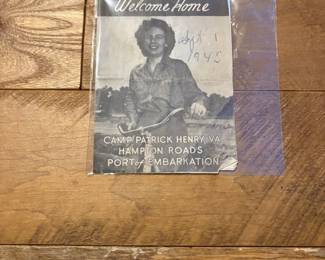 Welcome Home
Sept 1
1945
CAMP PATRICK HENRY, VA.
HAMPTON ROADS
PORT of EMBARKATION